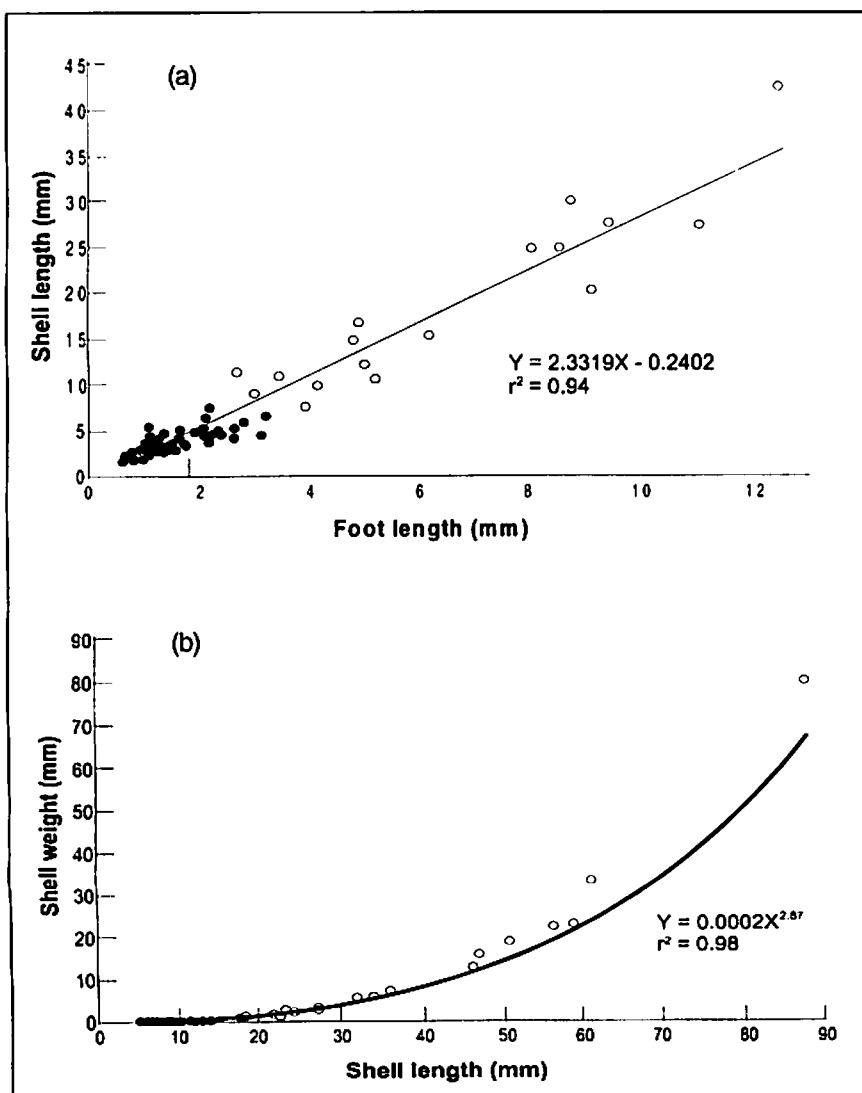 (a)
Shell length (mm)
45
40
35
30
25
20
15
10
5
0
Y = 2.3319X - 0.2402
r² = 0.94
0 2 4 6 8 10 12
Foot length (mm)
(b)
Shell weight (mm)
90
80
70
60
50
40
30
20
10
0
Y = 0.0002X^2.87
r² = 0.98
0 10 20 30 40 50 60 70 80 90
Shell length (mm)